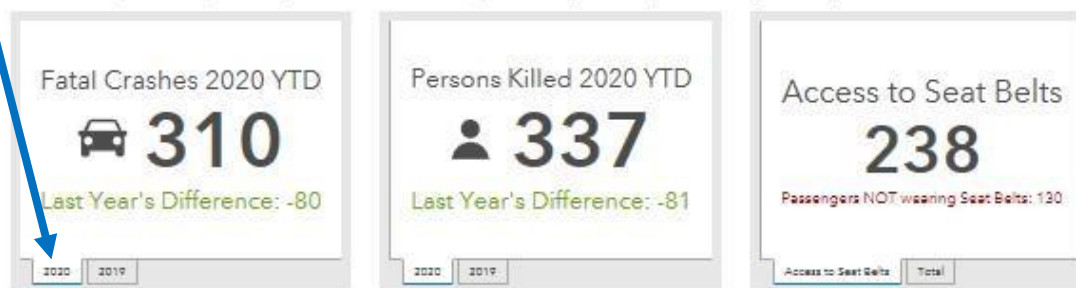 Fatal Crashes 2020 YTD
310
Last Year's Difference: -80
2020 2019
Persons Killed 2020 YTD
337
Last Year's Difference: -81
2020 2019
Access to Seat Belts
238
Passengers NOT wearing Seat Belts: 130
Access to Seat Belts Total